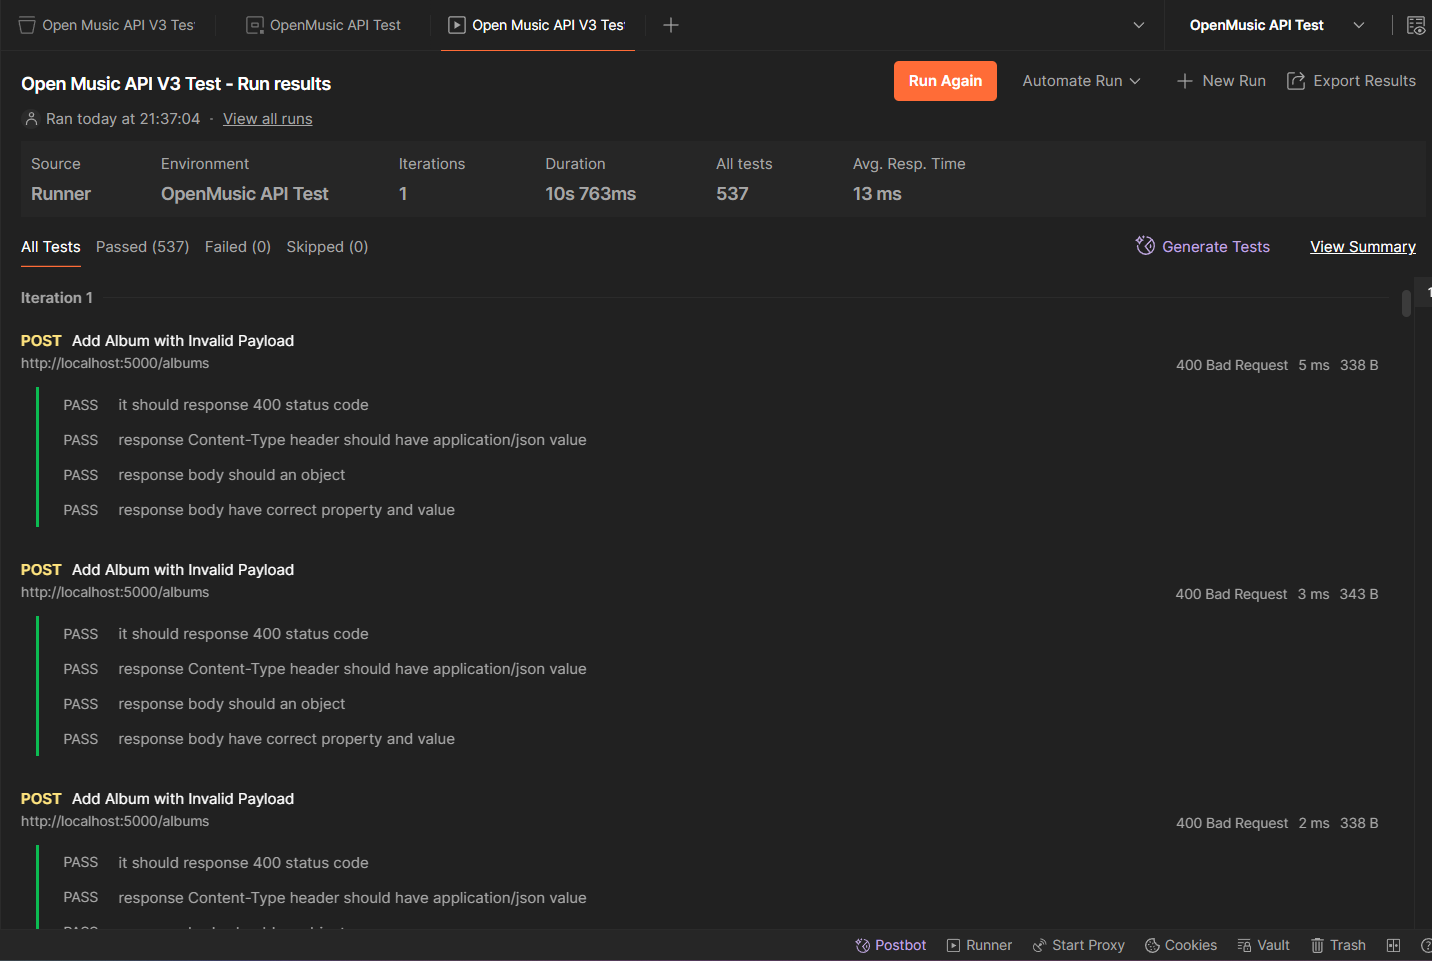 Open Music API V3 Tes
OpenMusic API Test
Open Music API V3 Tes
OpenMusic API Test
Open Music API V3 Test - Run results
Run Again
Automate Run
New Run
Export Results
Ran today at 21:37:04 · View all runs
Source Environment Iterations Duration All tests Avg. Resp. Time
Runner OpenMusic API Test 1 10s 763ms 537 13 ms
All Tests Passed (537) Failed (0) Skipped (0) Generate Tests View Summary
Iteration 1
1
POST Add Album with Invalid Payload
http://localhost:5000/albums
400 Bad Request 5 ms 338 B
PASS it should response 400 status code
PASS response Content-Type header should have application/json value
PASS response body should an object
PASS response body have correct property and value
POST Add Album with Invalid Payload
http://localhost:5000/albums
400 Bad Request 3 ms 343 B
PASS it should response 400 status code
PASS response Content-Type header should have application/json value
PASS response body should an object
PASS response body have correct property and value
POST Add Album with Invalid Payload
http://localhost:5000/albums
400 Bad Request 2 ms 338 B
PASS it should response 400 status code
PASS response Content-Type header should have application/json value
Postbot Runner Start Proxy Cookies Vault Trash